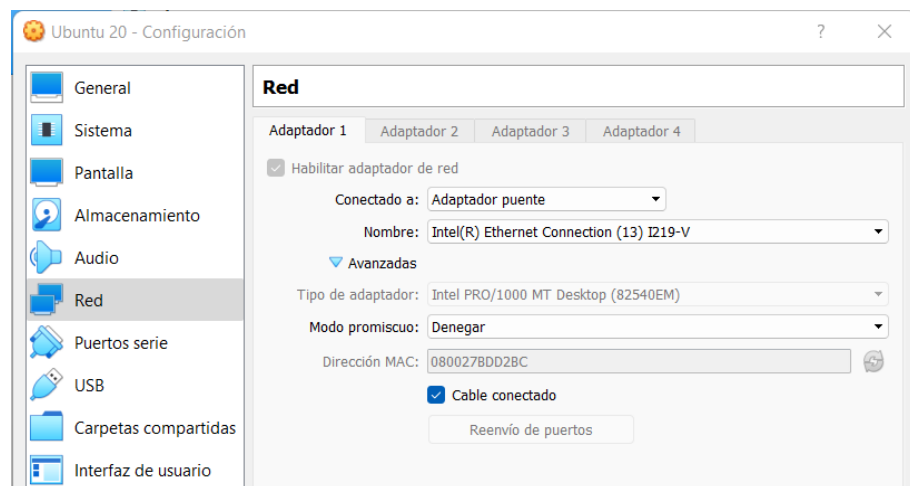 Ubuntu 20 - Configuración ?
General
Sistema
Pantalla
Almacenamiento
Audio
Red
Puertos serie
USB
Carpetas compartidas
Interfaz de usuario
Red
Adaptador 1 Adaptador 2 Adaptador 3 Adaptador 4
Habilitar adaptador de red
Conectado a: Adaptador puente
Nombre: Intel(R) Ethernet Connection (13) I219-V
Avanzadas
Tipo de adaptador: Intel PRO/1000 MT Desktop (82540EM)
Modo promiscuo: Denegar
Dirección MAC: 080027BDD2BC
Cable conectado
Reenvío de puertos